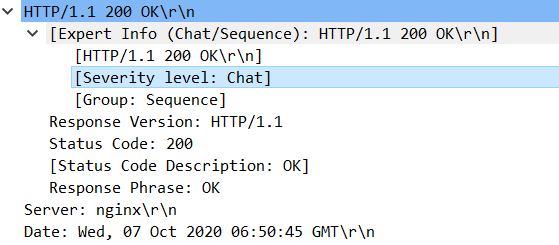 HTTP/1.1 200 OK\r\n
[Expert Info (Chat/Sequence): HTTP/1.1 200 OK\r\n]
[HTTP/1.1 200 OK\r\n]
[Severity level: Chat]
[Group: Sequence]
Response Version: HTTP/1.1
Status Code: 200
[Status Code Description: OK]
Response Phrase: OK
Server: nginx\r\n
Date: Wed, 07 Oct 2020 06:50:45 GMT\r\n